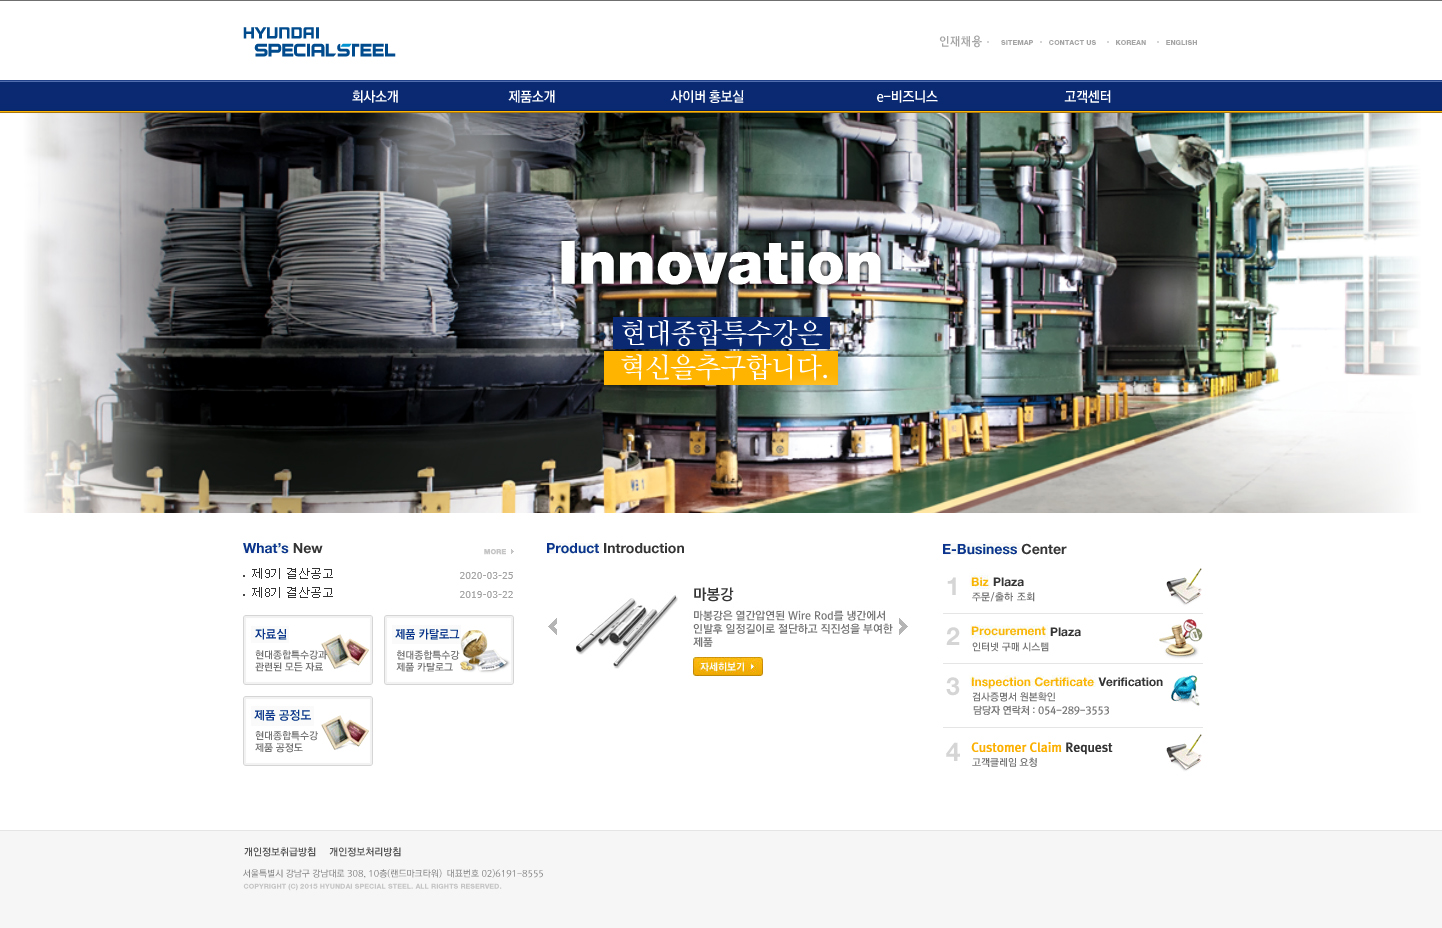 HYUNDAI
SPECIAL STEEL
인재채용
SITEMAP
CONTACT US
KOREAN
ENGLISH
회사소개
제품소개
사이버 홍보실
e-비즈니스
고객센터
Innovation
현대종합특수강은
혁신을추구합니다.
What's New
MORE
제9기 결산공고 2020-03-25
제8기 결산공고 2019-03-22
자료실
현대종합특수강과
관련된 모든 자료
제품 카탈로그
현대종합특수강
제품 카탈로그
제품 공정도
현대종합특수강
제품 공정도
Product Introduction
마봉강
마봉강은 열간압연된 Wire Rod를 냉간에서
인발후 일정길이로 절단하고 직진성을 부여한
제품
자세히보기
E-Business Center
1 Biz Plaza
주문/출하 조회
2 Procurement Plaza
인터넷 구매 시스템
3 Inspection Certificate Verification
검사증명서 원본확인
담당자 연락처 : 054-289-3553
4 Customer Claim Request
고객클레임 요청
개인정보취급방침
개인정보처리방침
서울특별시 강남구 강남대로 308, 10층(랜드마크타워) 대표번호 02)6191-8555
COPYRIGHT (C) 2015 HYUNDAI SPECIAL STEEL. ALL RIGHTS RESERVED.